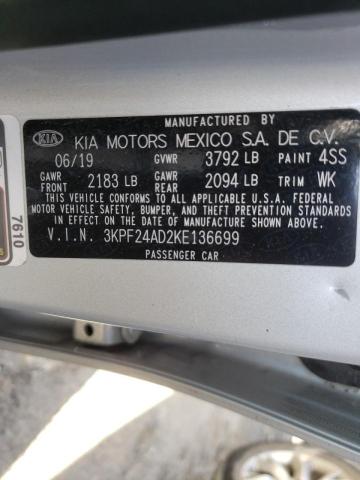 MANUFACTURED BY
KIA KIA MOTORS MEXICO S.A. DE C.V.
06/19 GVWR 3792 LB PAINT 4SS
GAWR FRONT 2183 LB GAWR REAR 2094 LB TRIM WK
THIS VEHICLE CONFORMS TO ALL APPLICABLE U.S.A. FEDERAL
MOTOR VEHICLE SAFETY, BUMPER, AND THEFT PREVENTION STANDARDS
IN EFFECT ON THE DATE OF MANUFACTURE SHOWN ABOVE.
V.I.N. 3KPF24AD2KE136699
PASSENGER CAR
7610